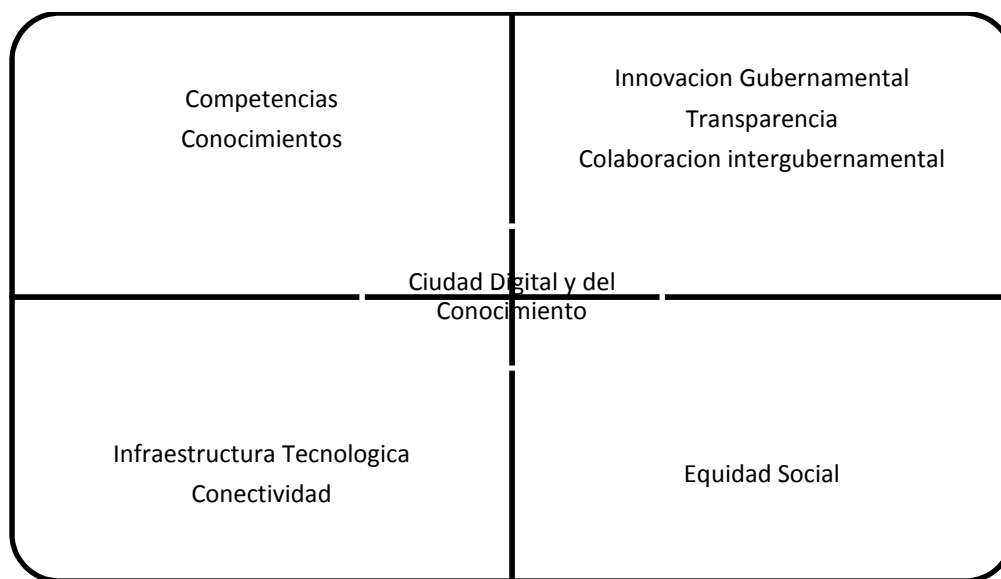 Competencias
Conocimientos
Innovacion Gubernamental
Transparencia
Colaboracion intergubernamental
Ciudad Digital y del
Conocimiento
Infraestructura Tecnologica
Conectividad
Equidad Social